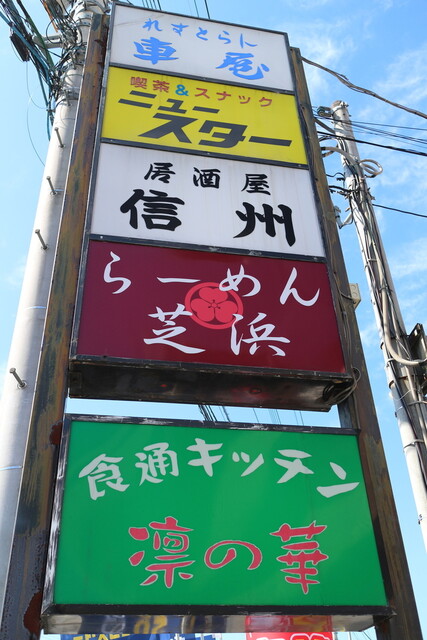 れすとらん
車屋
喫茶&スナック
ニュー
スター
居酒屋
信州
らーめん
芝浜
食通キッチン
凛の華